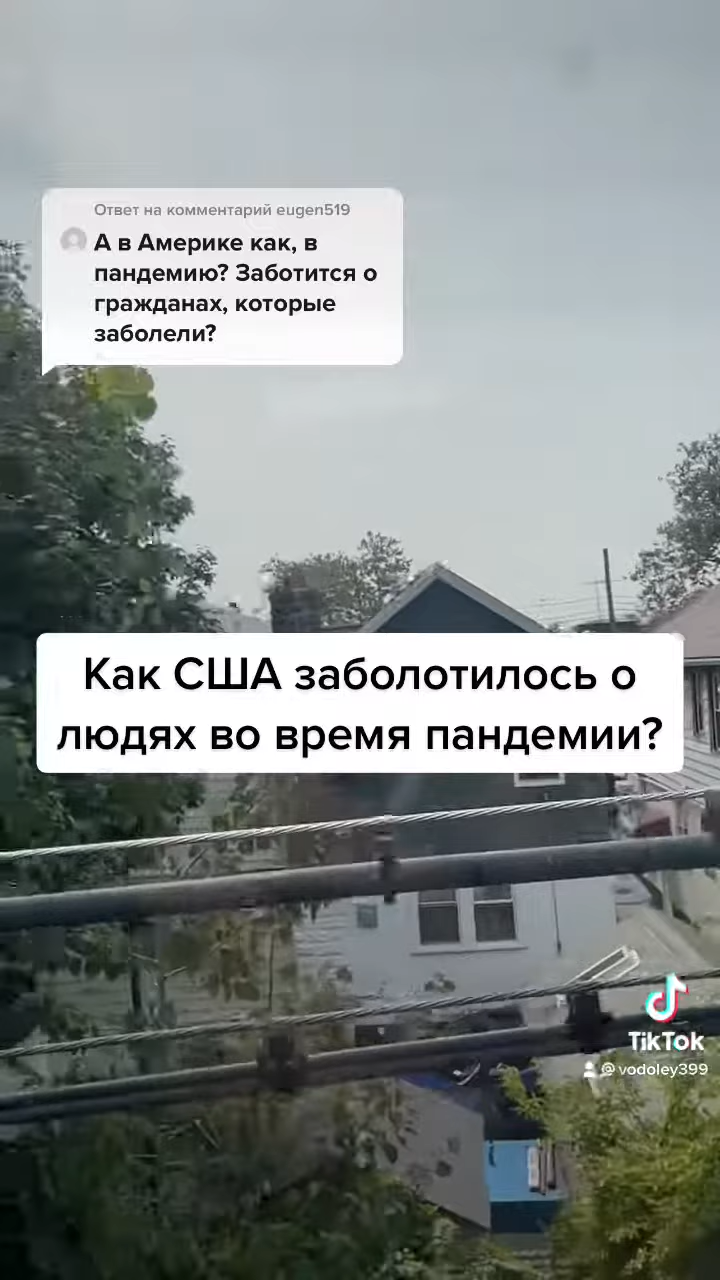 Ответ на комментарий eugen519
А в Америке как, в
пандемию? Заботится о
гражданах, которые
заболели?
Как США заболотилось о
людях во время пандемии?
TikTok
@vodoley399